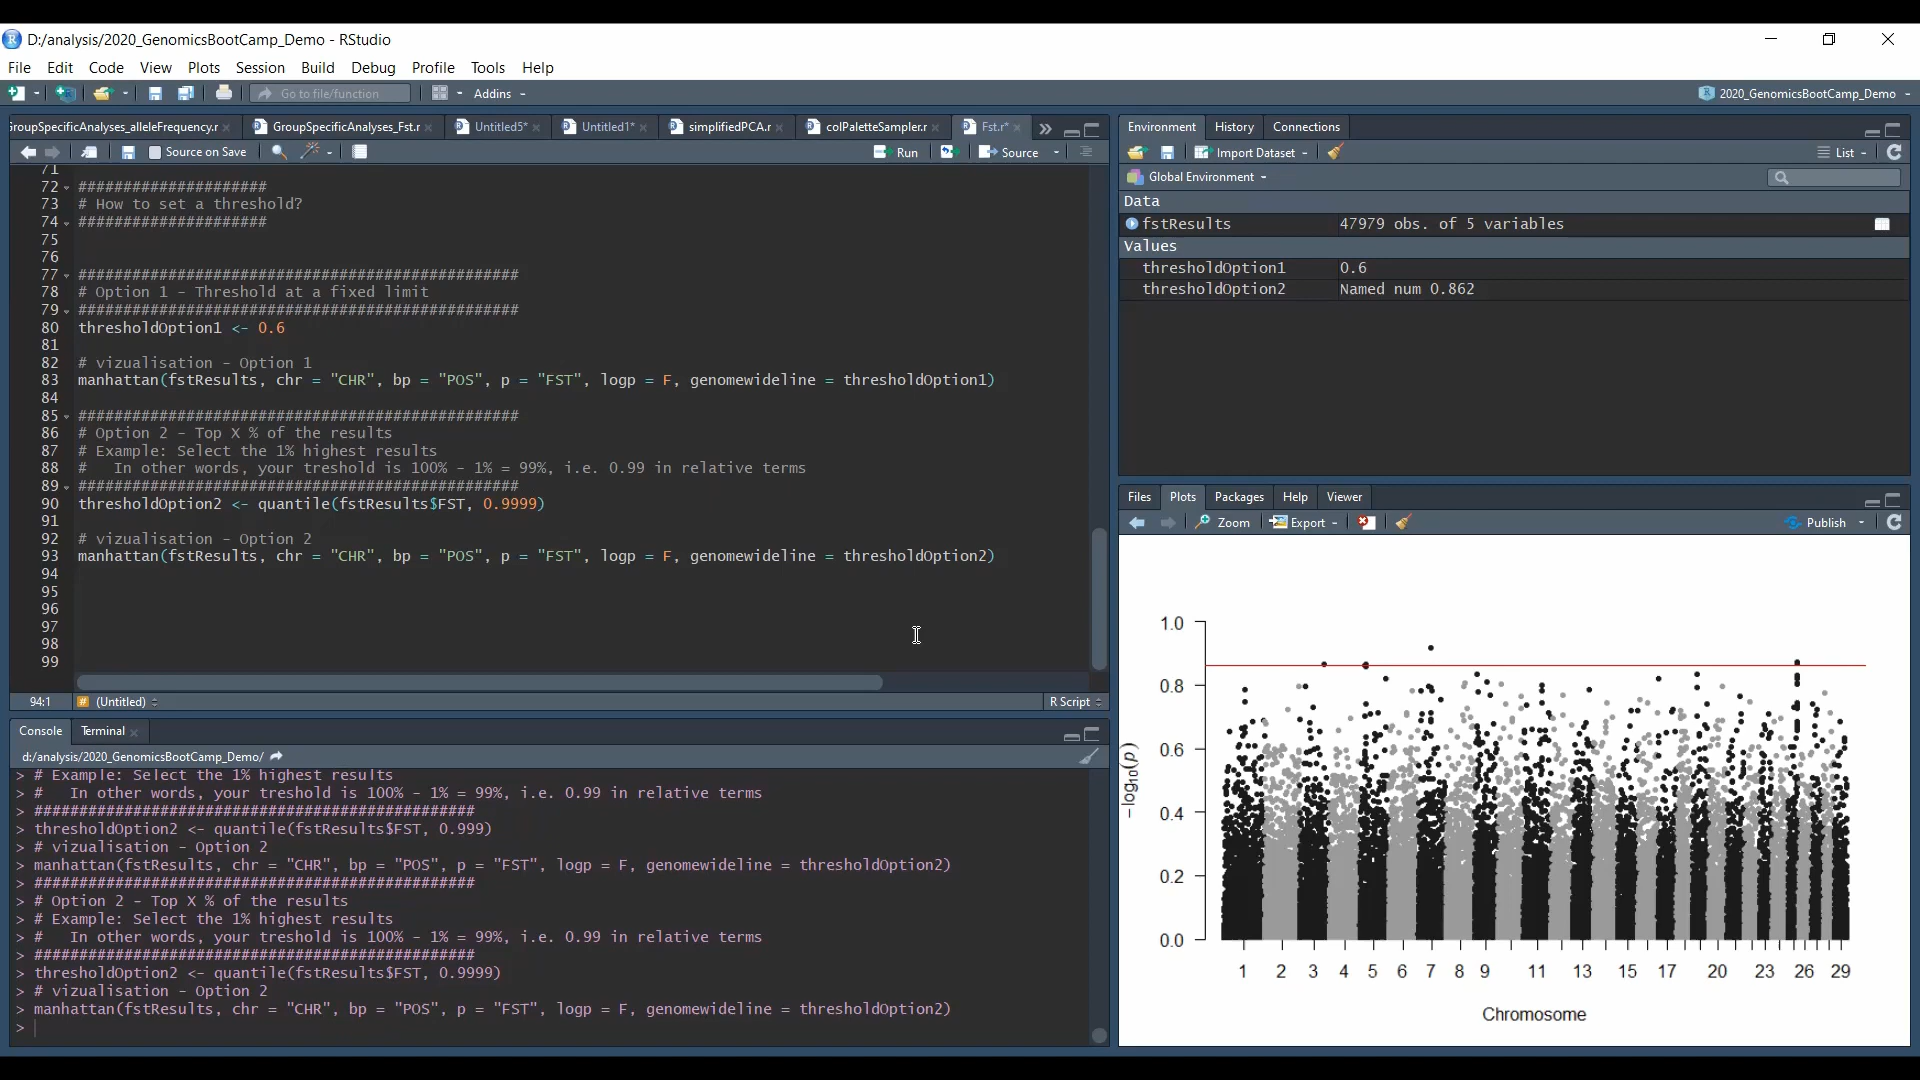 D:/analysis/2020_GenomicsBootCamp_Demo - RStudio
File Edit Code View Plots Session Build Debug Profile Tools Help
Go to file/function Addins 2020_GenomicsBootCamp_Demo
roupSpecificAnalyses_alleleFrequency.r GroupSpecificAnalyses_Fst.r Untitled5* Untitled1* simplifiedPCA.r colPaletteSampler.r Fst.r*
Source on Save Run Source
71
72 #####################
73 # How to set a threshold?
74 #####################
75
76
77 #################################################
78 # Option 1 - Threshold at a fixed limit
79 #################################################
80 thresholdOption1 <- 0.6
81
82 # vizualisation - Option 1
83 manhattan(fstResults, chr = "CHR", bp = "POS", p = "FST", logp = F, genomewideline = thresholdOption1)
84
85 #################################################
86 # Option 2 - Top X % of the results
87 # Example: Select the 1% highest results
88 #   In other words, your treshold is 100% - 1% = 99%, i.e. 0.99 in relative terms
89 #################################################
90 thresholdOption2 <- quantile(fstResults$FST, 0.9999)
91
92 # vizualisation - Option 2
93 manhattan(fstResults, chr = "CHR", bp = "POS", p = "FST", logp = F, genomewideline = thresholdOption2)
94
95
96
97
98
99
94:1 # (Untitled) R Script
Console Terminal
d:/analysis/2020_GenomicsBootCamp_Demo/
> # Example: Select the 1% highest results
> #   In other words, your treshold is 100% - 1% = 99%, i.e. 0.99 in relative terms
> #################################################
> thresholdOption2 <- quantile(fstResults$FST, 0.999)
> # vizualisation - Option 2
> manhattan(fstResults, chr = "CHR", bp = "POS", p = "FST", logp = F, genomewideline = thresholdOption2)
> #################################################
> # Option 2 - Top X % of the results
> # Example: Select the 1% highest results
> #   In other words, your treshold is 100% - 1% = 99%, i.e. 0.99 in relative terms
> #################################################
> thresholdOption2 <- quantile(fstResults$FST, 0.9999)
> # vizualisation - Option 2
> manhattan(fstResults, chr = "CHR", bp = "POS", p = "FST", logp = F, genomewideline = thresholdOption2)
>
Environment History Connections
Import Dataset List
Global Environment
Data
fstResults 47979 obs. of 5 variables
Values
thresholdOption1 0.6
thresholdOption2 Named num 0.862
Files Plots Packages Help Viewer
Zoom Export Publish
1.0
0.8
0.6
0.4
0.2
0.0
-log10(p)
1 2 3 4 5 6 7 8 9 11 13 15 17 20 23 26 29
Chromosome